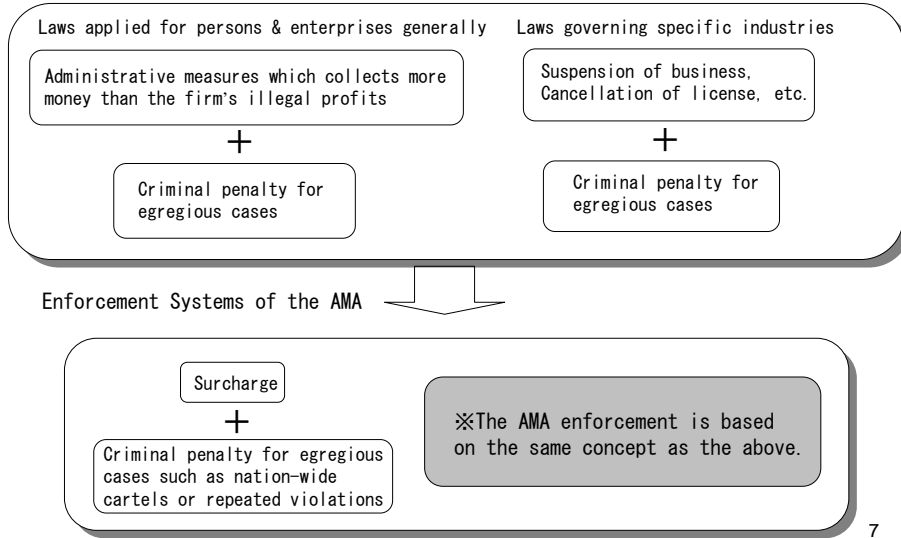 Laws applied for persons & enterprises generally
Administrative measures which collects more
money than the firm's illegal profits
+
Criminal penalty for
egregious cases
Laws governing specific industries
Suspension of business,
Cancellation of license, etc.
+
Criminal penalty for
egregious cases
Enforcement Systems of the AMA
Surcharge
+
Criminal penalty for egregious
cases such as nation-wide
cartels or repeated violations
※The AMA enforcement is based
on the same concept as the above.
7